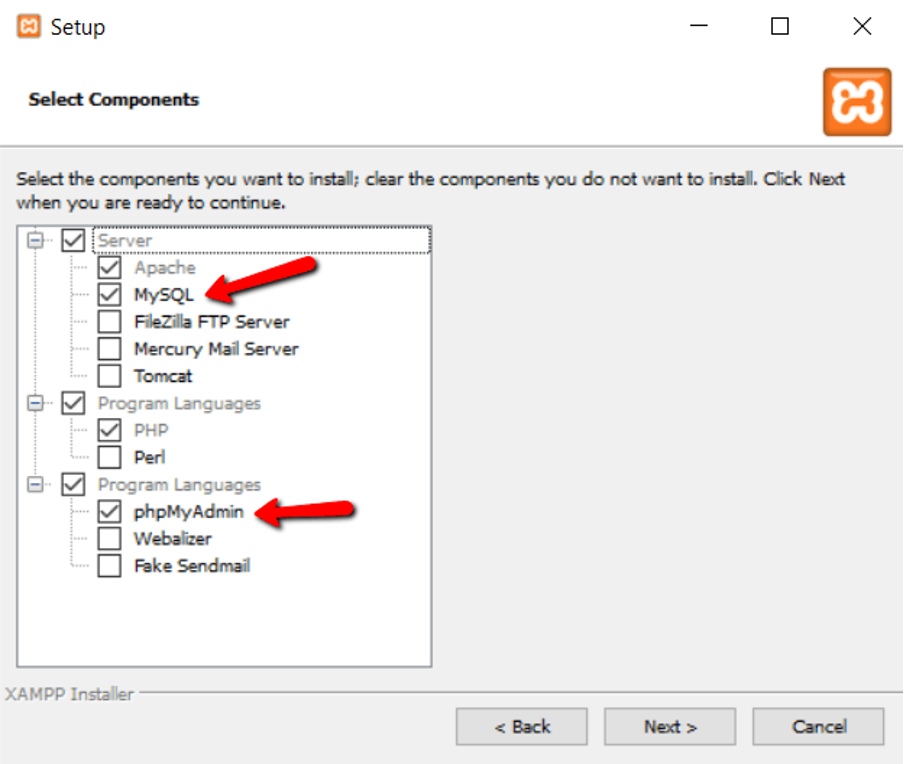 Setup
Select Components
Select the components you want to install; clear the components you do not want to install. Click Next
when you are ready to continue.
Server
Apache
MySQL
FileZilla FTP Server
Mercury Mail Server
Tomcat
Program Languages
PHP
Perl
Program Languages
phpMyAdmin
Webalizer
Fake Sendmail
XAMPP Installer
< Back
Next >
Cancel